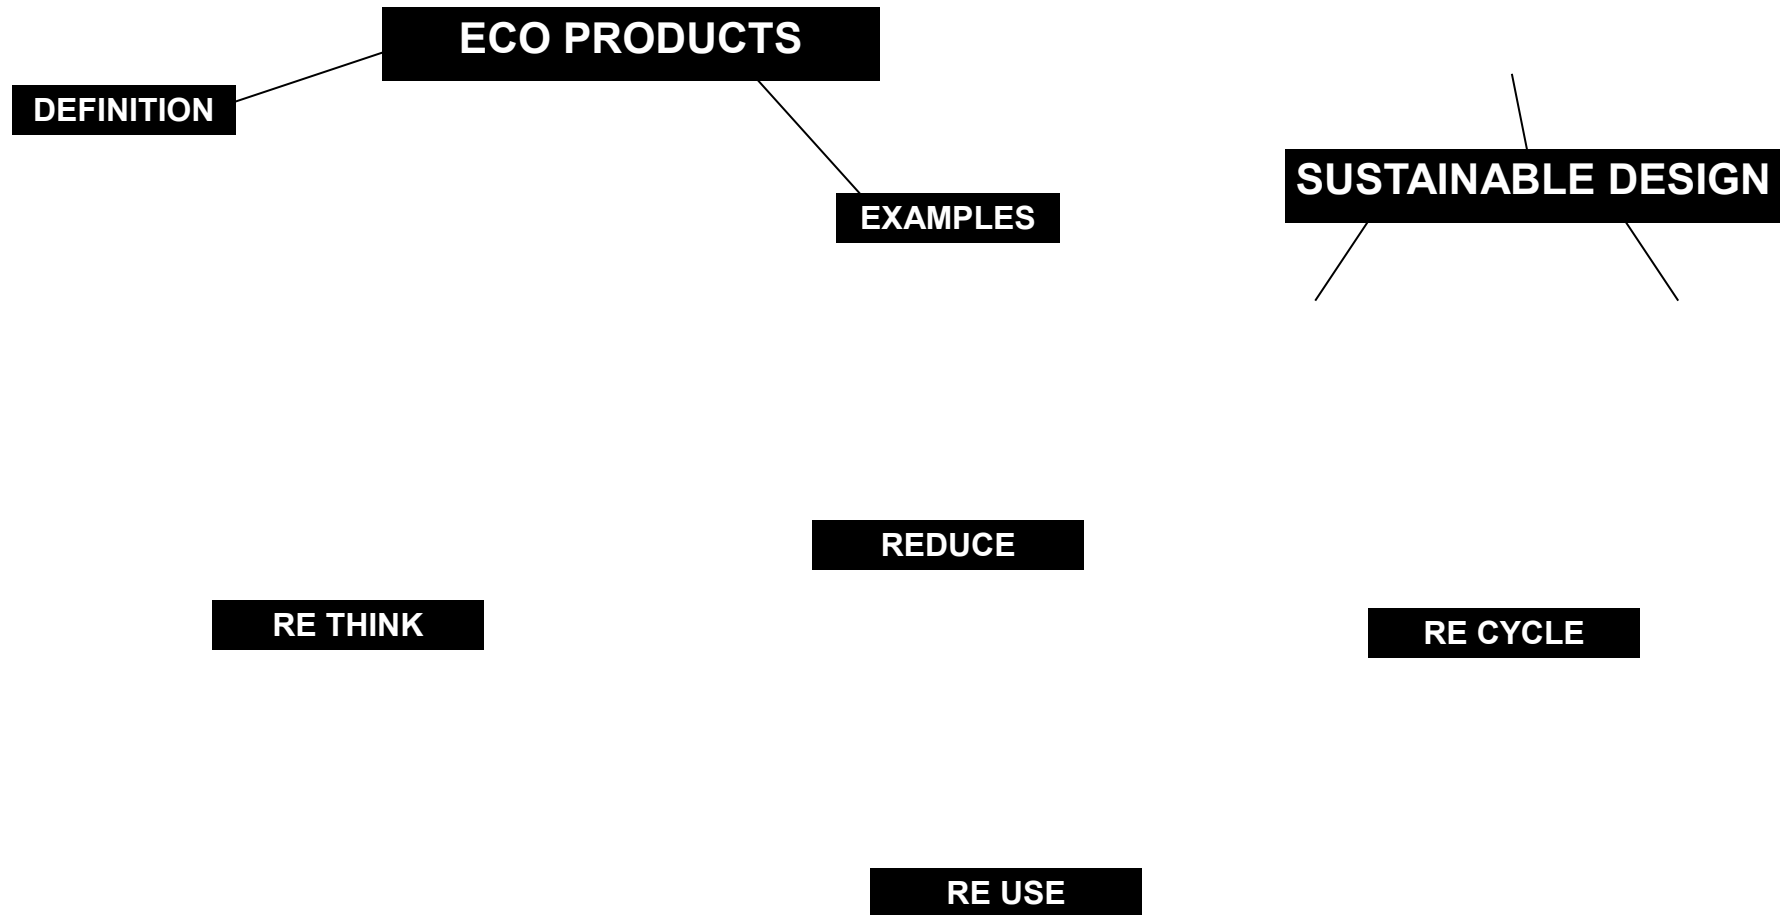 ECO PRODUCTS
DEFINITION
SUSTAINABLE DESIGN
EXAMPLES
REDUCE
RE THINK
RE CYCLE
RE USE